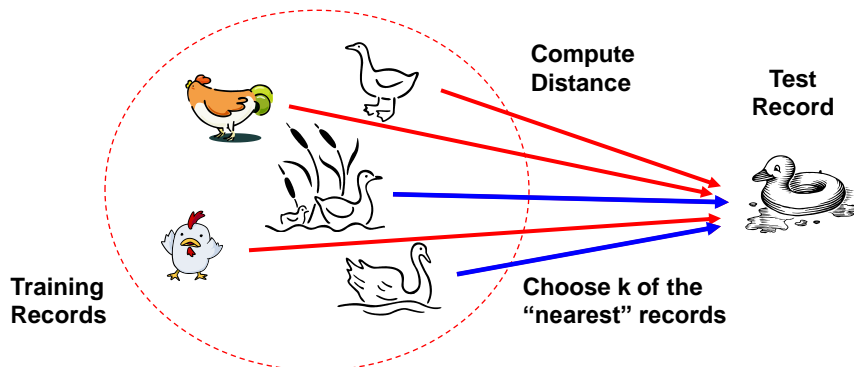 Compute
Distance
Test
Record
Training
Records
Choose k of the
“nearest” records